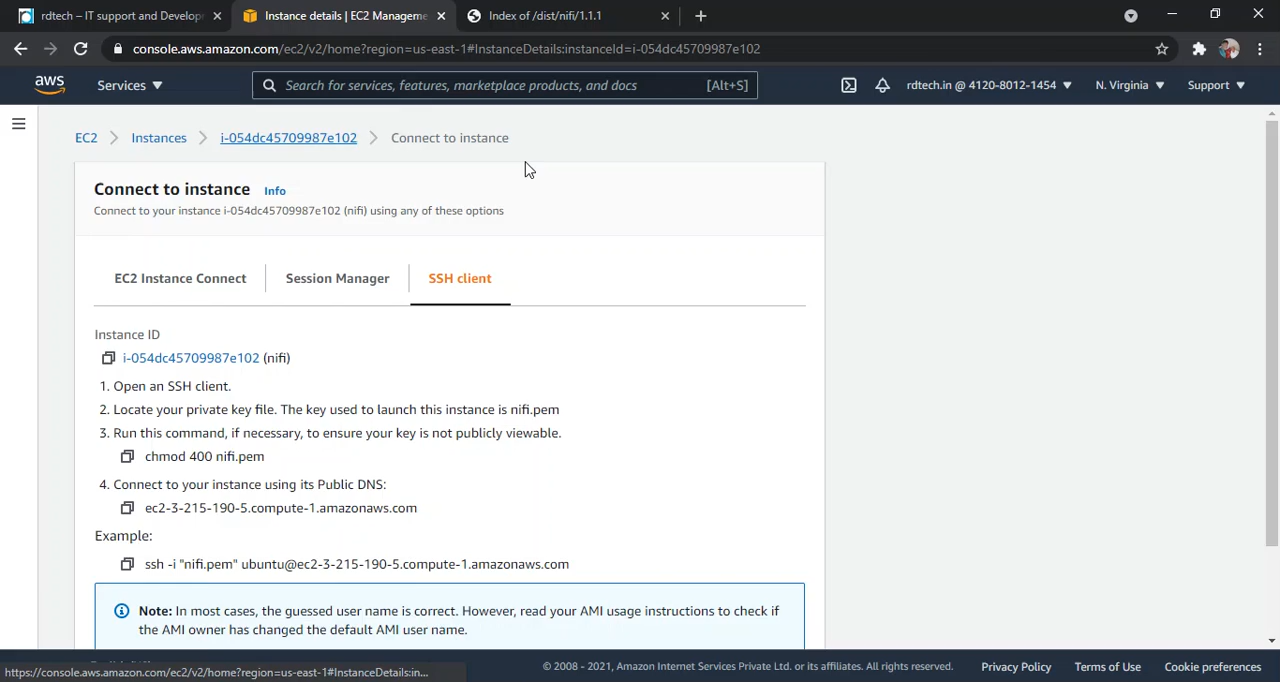 rdtech – IT support and Develop
Instance details | EC2 Manageme
Index of /dist/nifi/1.1.1
console.aws.amazon.com/ec2/v2/home?region=us-east-1#InstanceDetails:instanceId=i-054dc45709987e102
aws
Services
Search for services, features, marketplace products, and docs
[Alt+S]
rdtech.in @ 4120-8012-1454
N. Virginia
Support
EC2
Instances
i-054dc45709987e102
Connect to instance
Connect to instance Info
Connect to your instance i-054dc45709987e102 (nifi) using any of these options
EC2 Instance Connect
Session Manager
SSH client
Instance ID
i-054dc45709987e102 (nifi)
1. Open an SSH client.
2. Locate your private key file. The key used to launch this instance is nifi.pem
3. Run this command, if necessary, to ensure your key is not publicly viewable.
chmod 400 nifi.pem
4. Connect to your instance using its Public DNS:
ec2-3-215-190-5.compute-1.amazonaws.com
Example:
ssh -i "nifi.pem" ubuntu@ec2-3-215-190-5.compute-1.amazonaws.com
Note: In most cases, the guessed user name is correct. However, read your AMI usage instructions to check if
the AMI owner has changed the default AMI user name.
© 2008 - 2021, Amazon Internet Services Private Ltd. or its affiliates. All rights reserved.
Privacy Policy
Terms of Use
Cookie preferences
https://console.aws.amazon.com/ec2/v2/home?region=us-east-1#InstanceDetails:in...